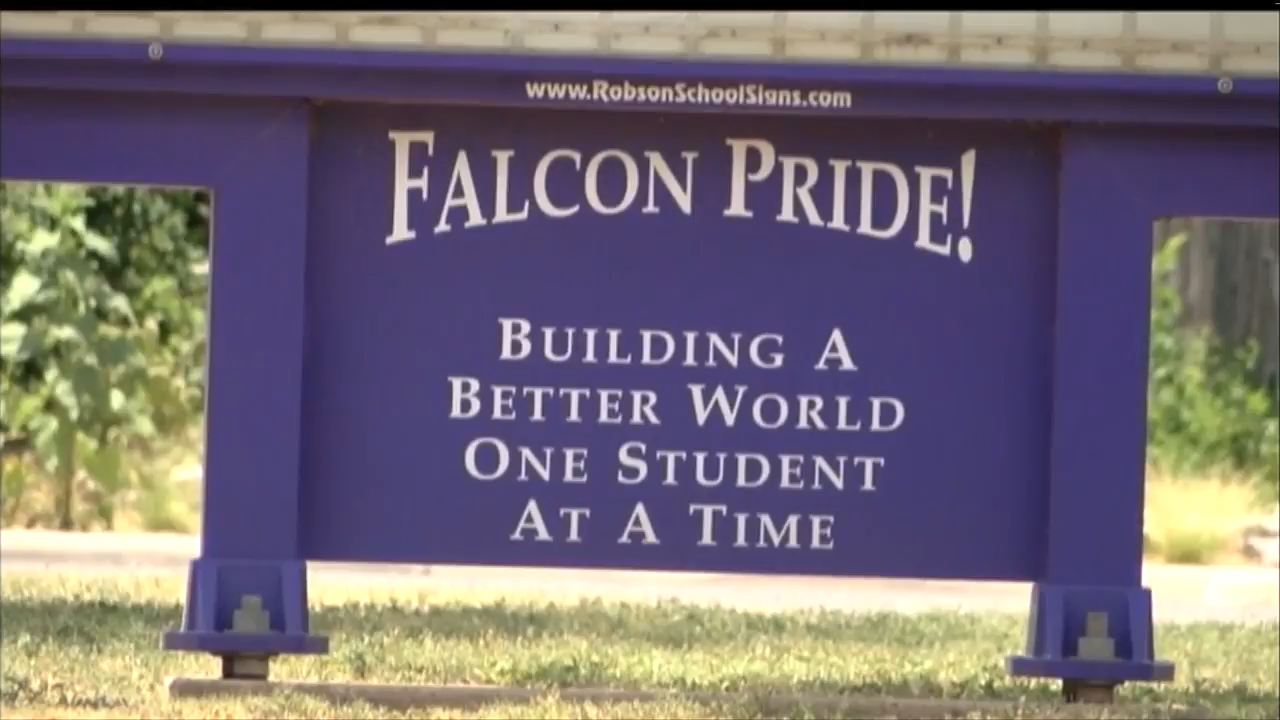 www.RobsonSchoolSigns.com
FALCON PRIDE!
BUILDING A
BETTER WORLD
ONE STUDENT
AT A TIME